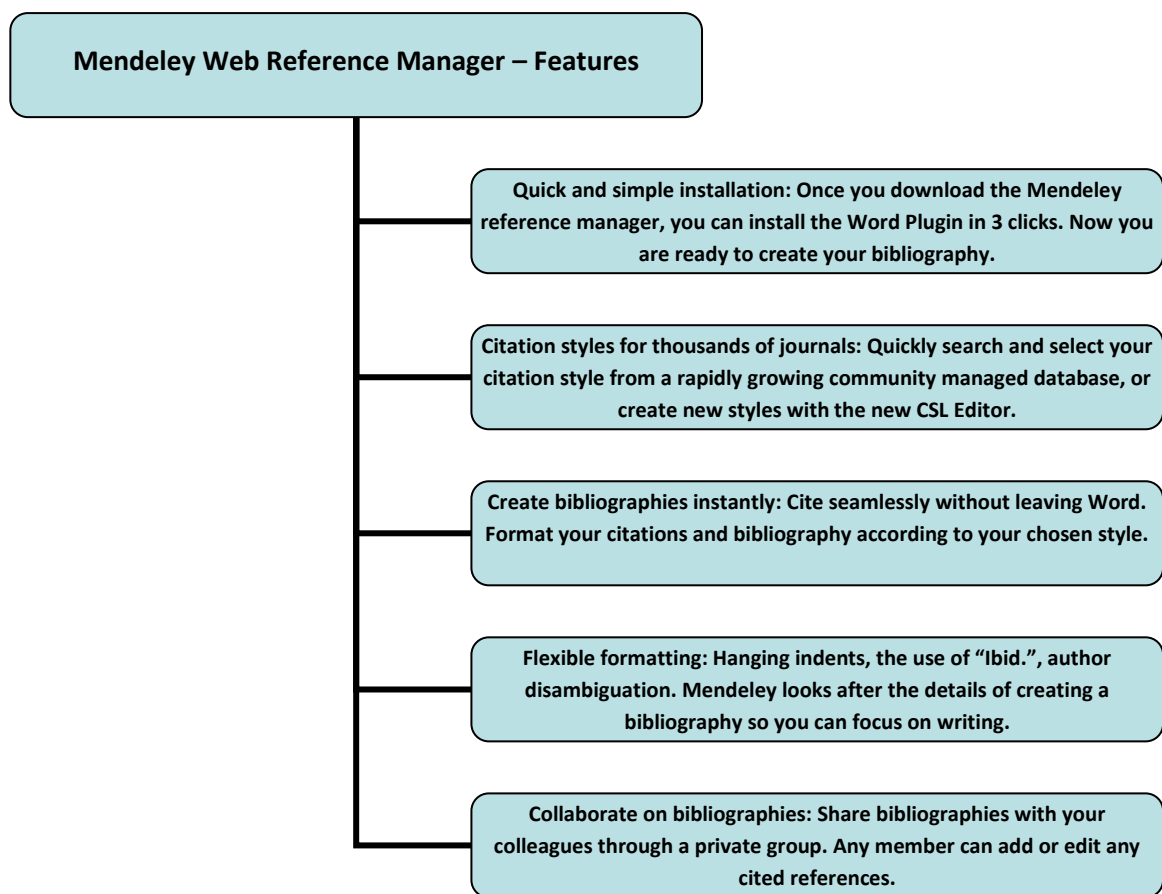 Mendeley Web Reference Manager – Features
Quick and simple installation: Once you download the Mendeley
reference manager, you can install the Word Plugin in 3 clicks. Now you
are ready to create your bibliography.
Citation styles for thousands of journals: Quickly search and select your
citation style from a rapidly growing community managed database, or
create new styles with the new CSL Editor.
Create bibliographies instantly: Cite seamlessly without leaving Word.
Format your citations and bibliography according to your chosen style.
Flexible formatting: Hanging indents, the use of “Ibid.”, author
disambiguation. Mendeley looks after the details of creating a
bibliography so you can focus on writing.
Collaborate on bibliographies: Share bibliographies with your
colleagues through a private group. Any member can add or edit any
cited references.